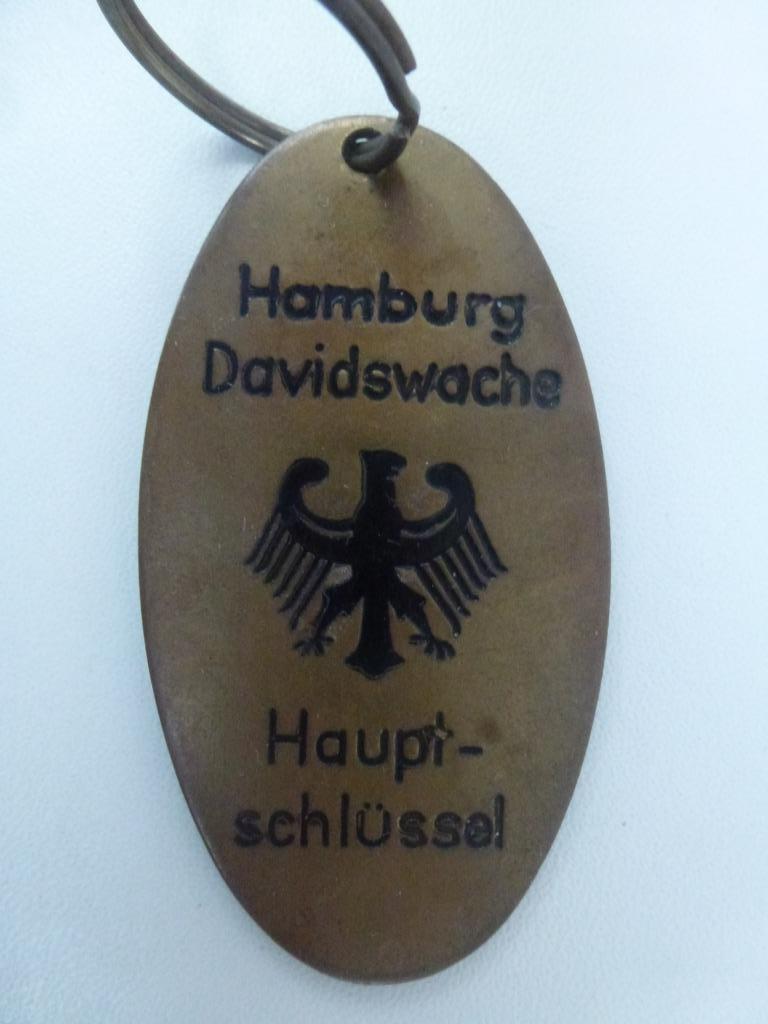 Hamburg
Davidswache
Haupt-
schlüssel